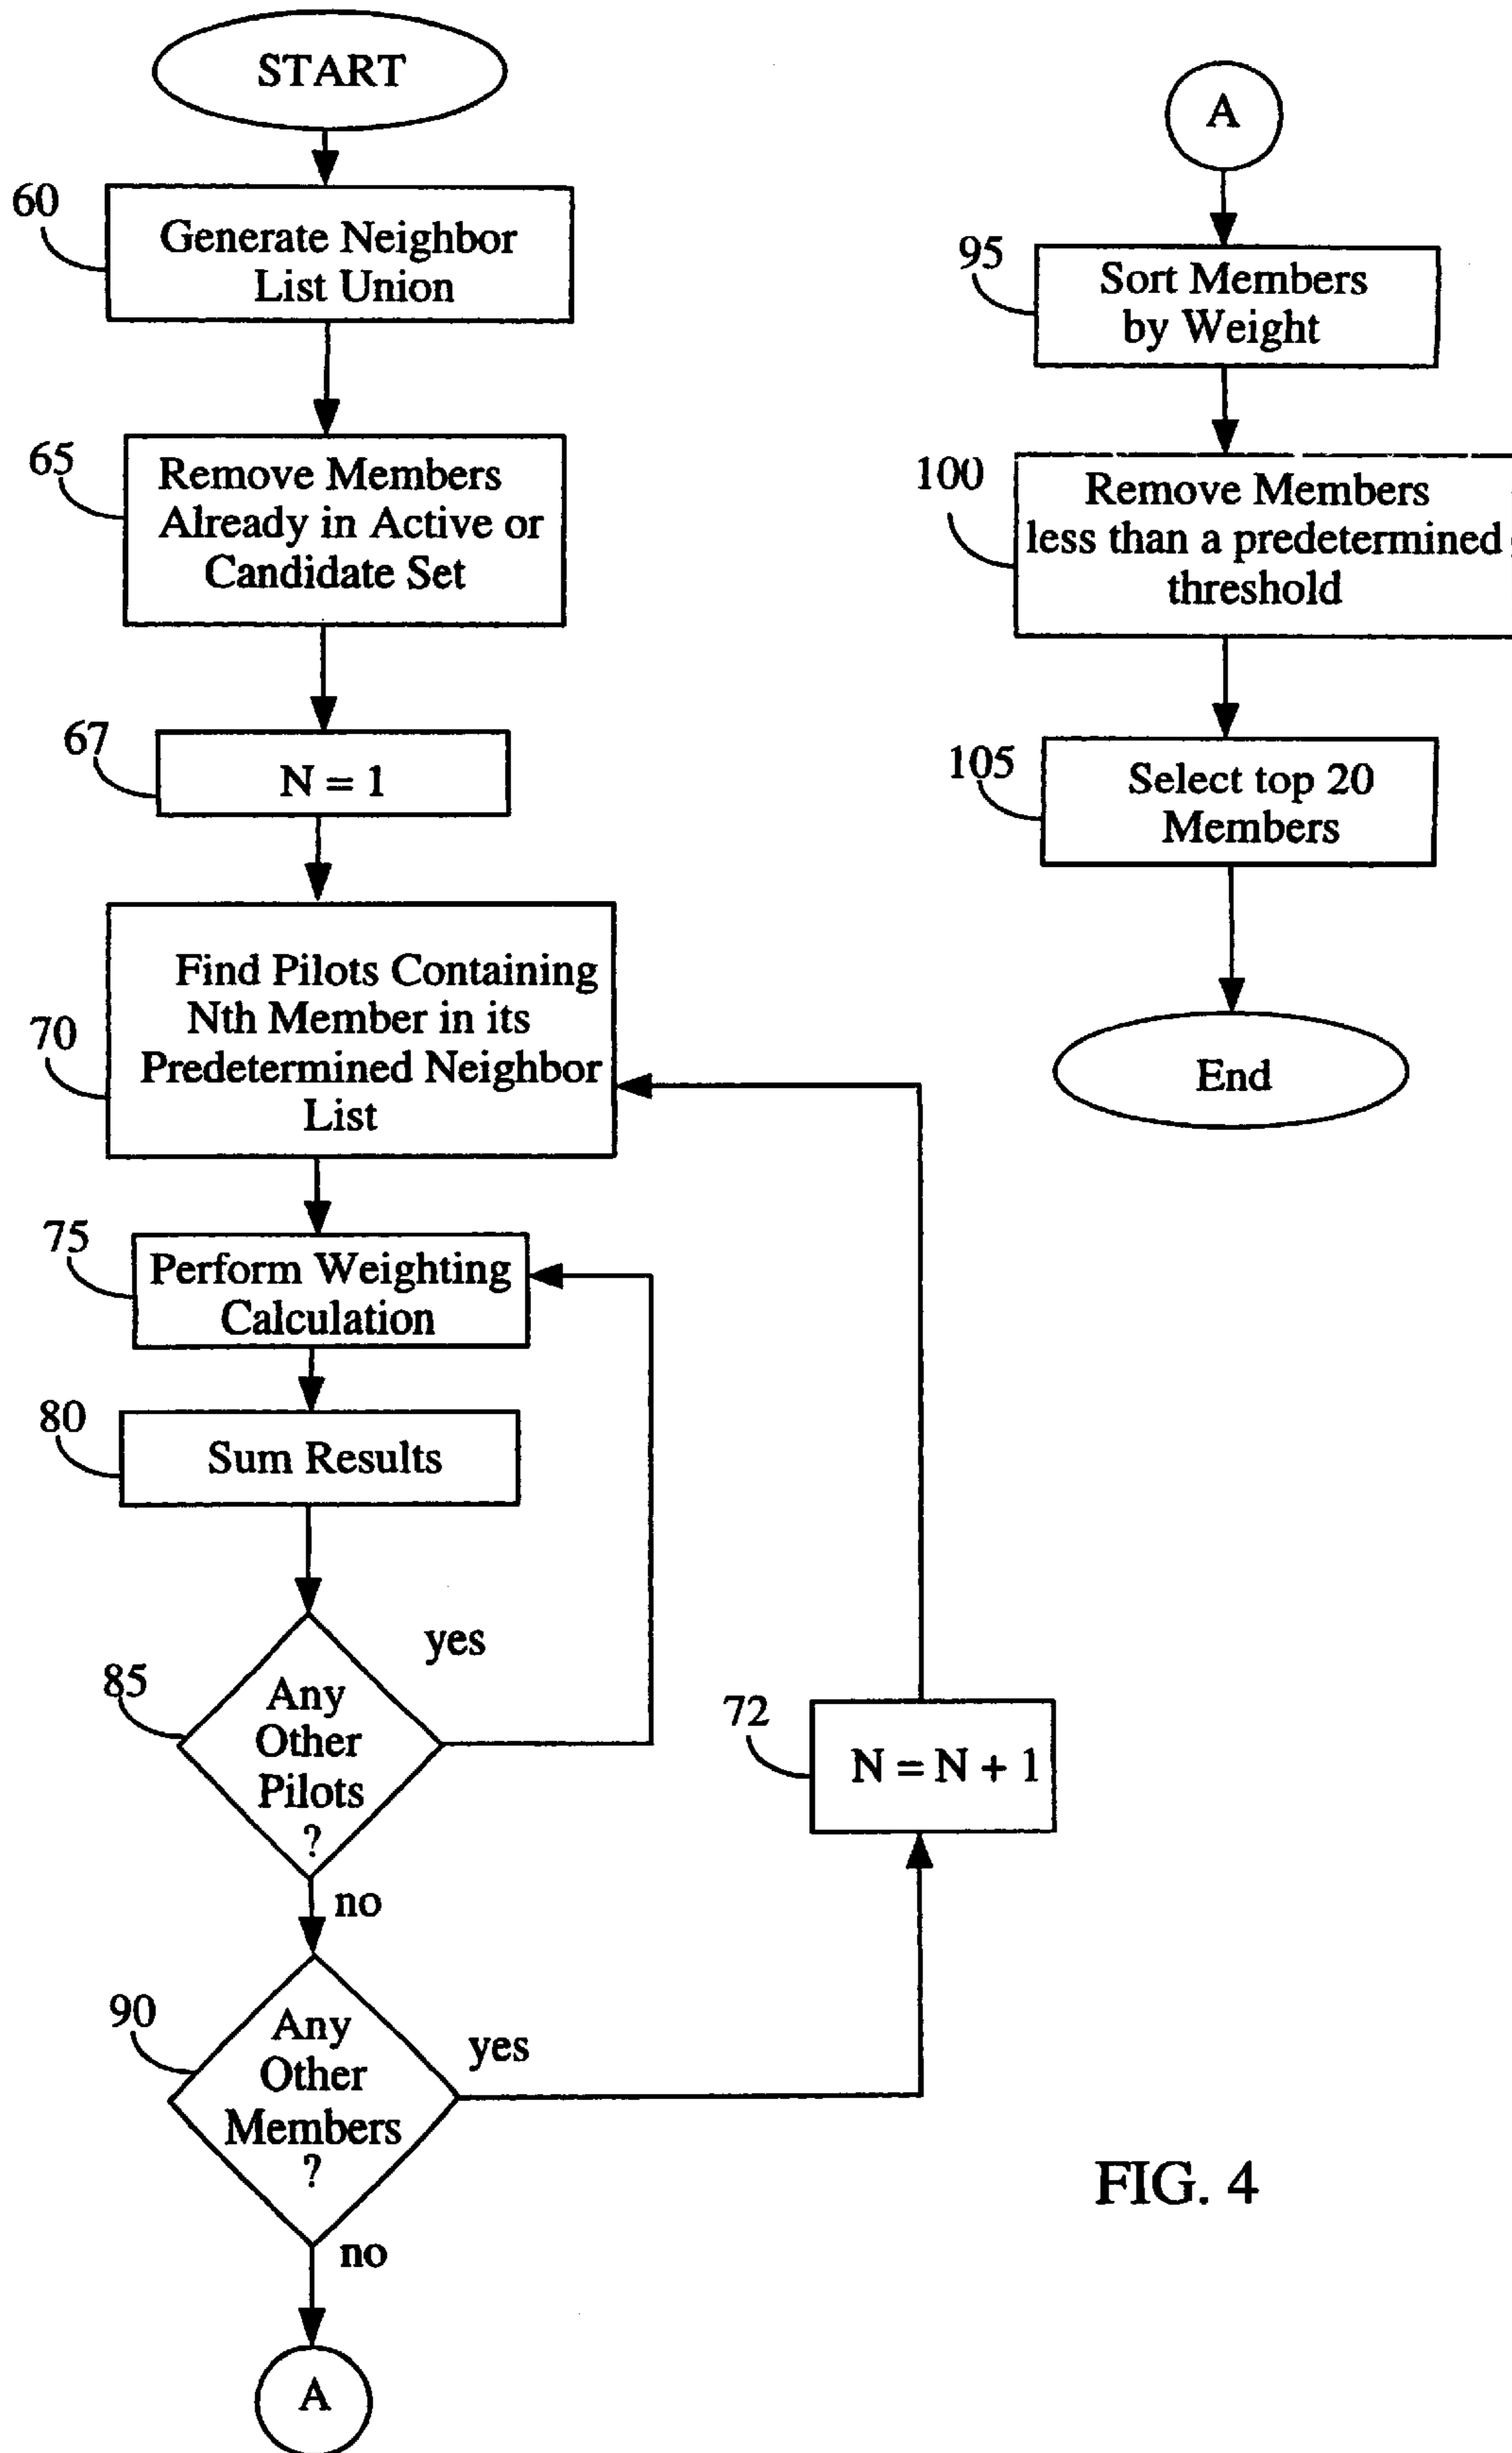 START
60
Generate Neighbor
List Union
65
Remove Members
Already in Active or
Candidate Set
67
N = 1
70
Find Pilots Containing
Nth Member in its
Predetermined Neighbor
List
75
Perform Weighting
Calculation
80
Sum Results
85
Any
Other
Pilots
?
yes
no
72
N = N + 1
90
Any
Other
Members
?
yes
no
A
A
95
Sort Members
by Weight
100
Remove Members
less than a predetermined
threshold
105
Select top 20
Members
End
FIG. 4